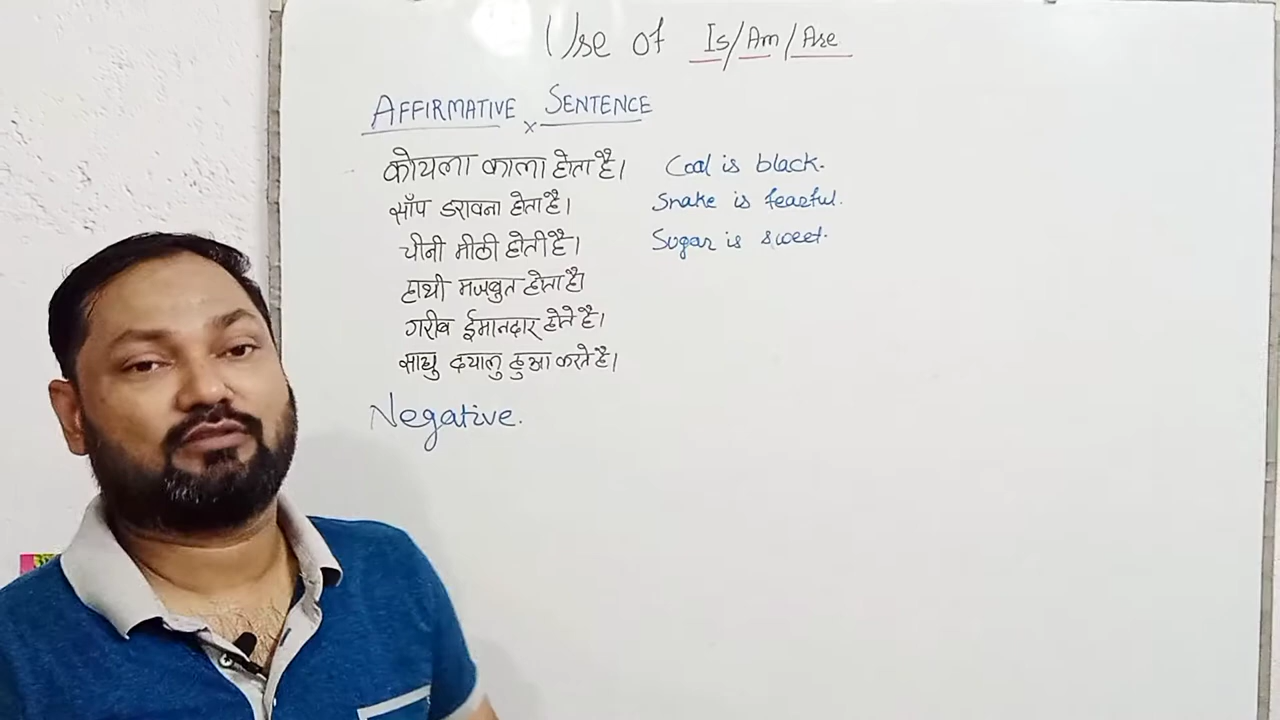 Use of Is/Am/Are
AFFIRMATIVE SENTENCE
कोयला काला होता है। Coal is black.
साँप डरावना होता है। Snake is fearful.
चीनी मीठी होती है। Sugar is sweet.
हाथी मजबुत होता है।
गरीब ईमानदार होते है।
साधु दयालु हुआ करते है।
Negative.